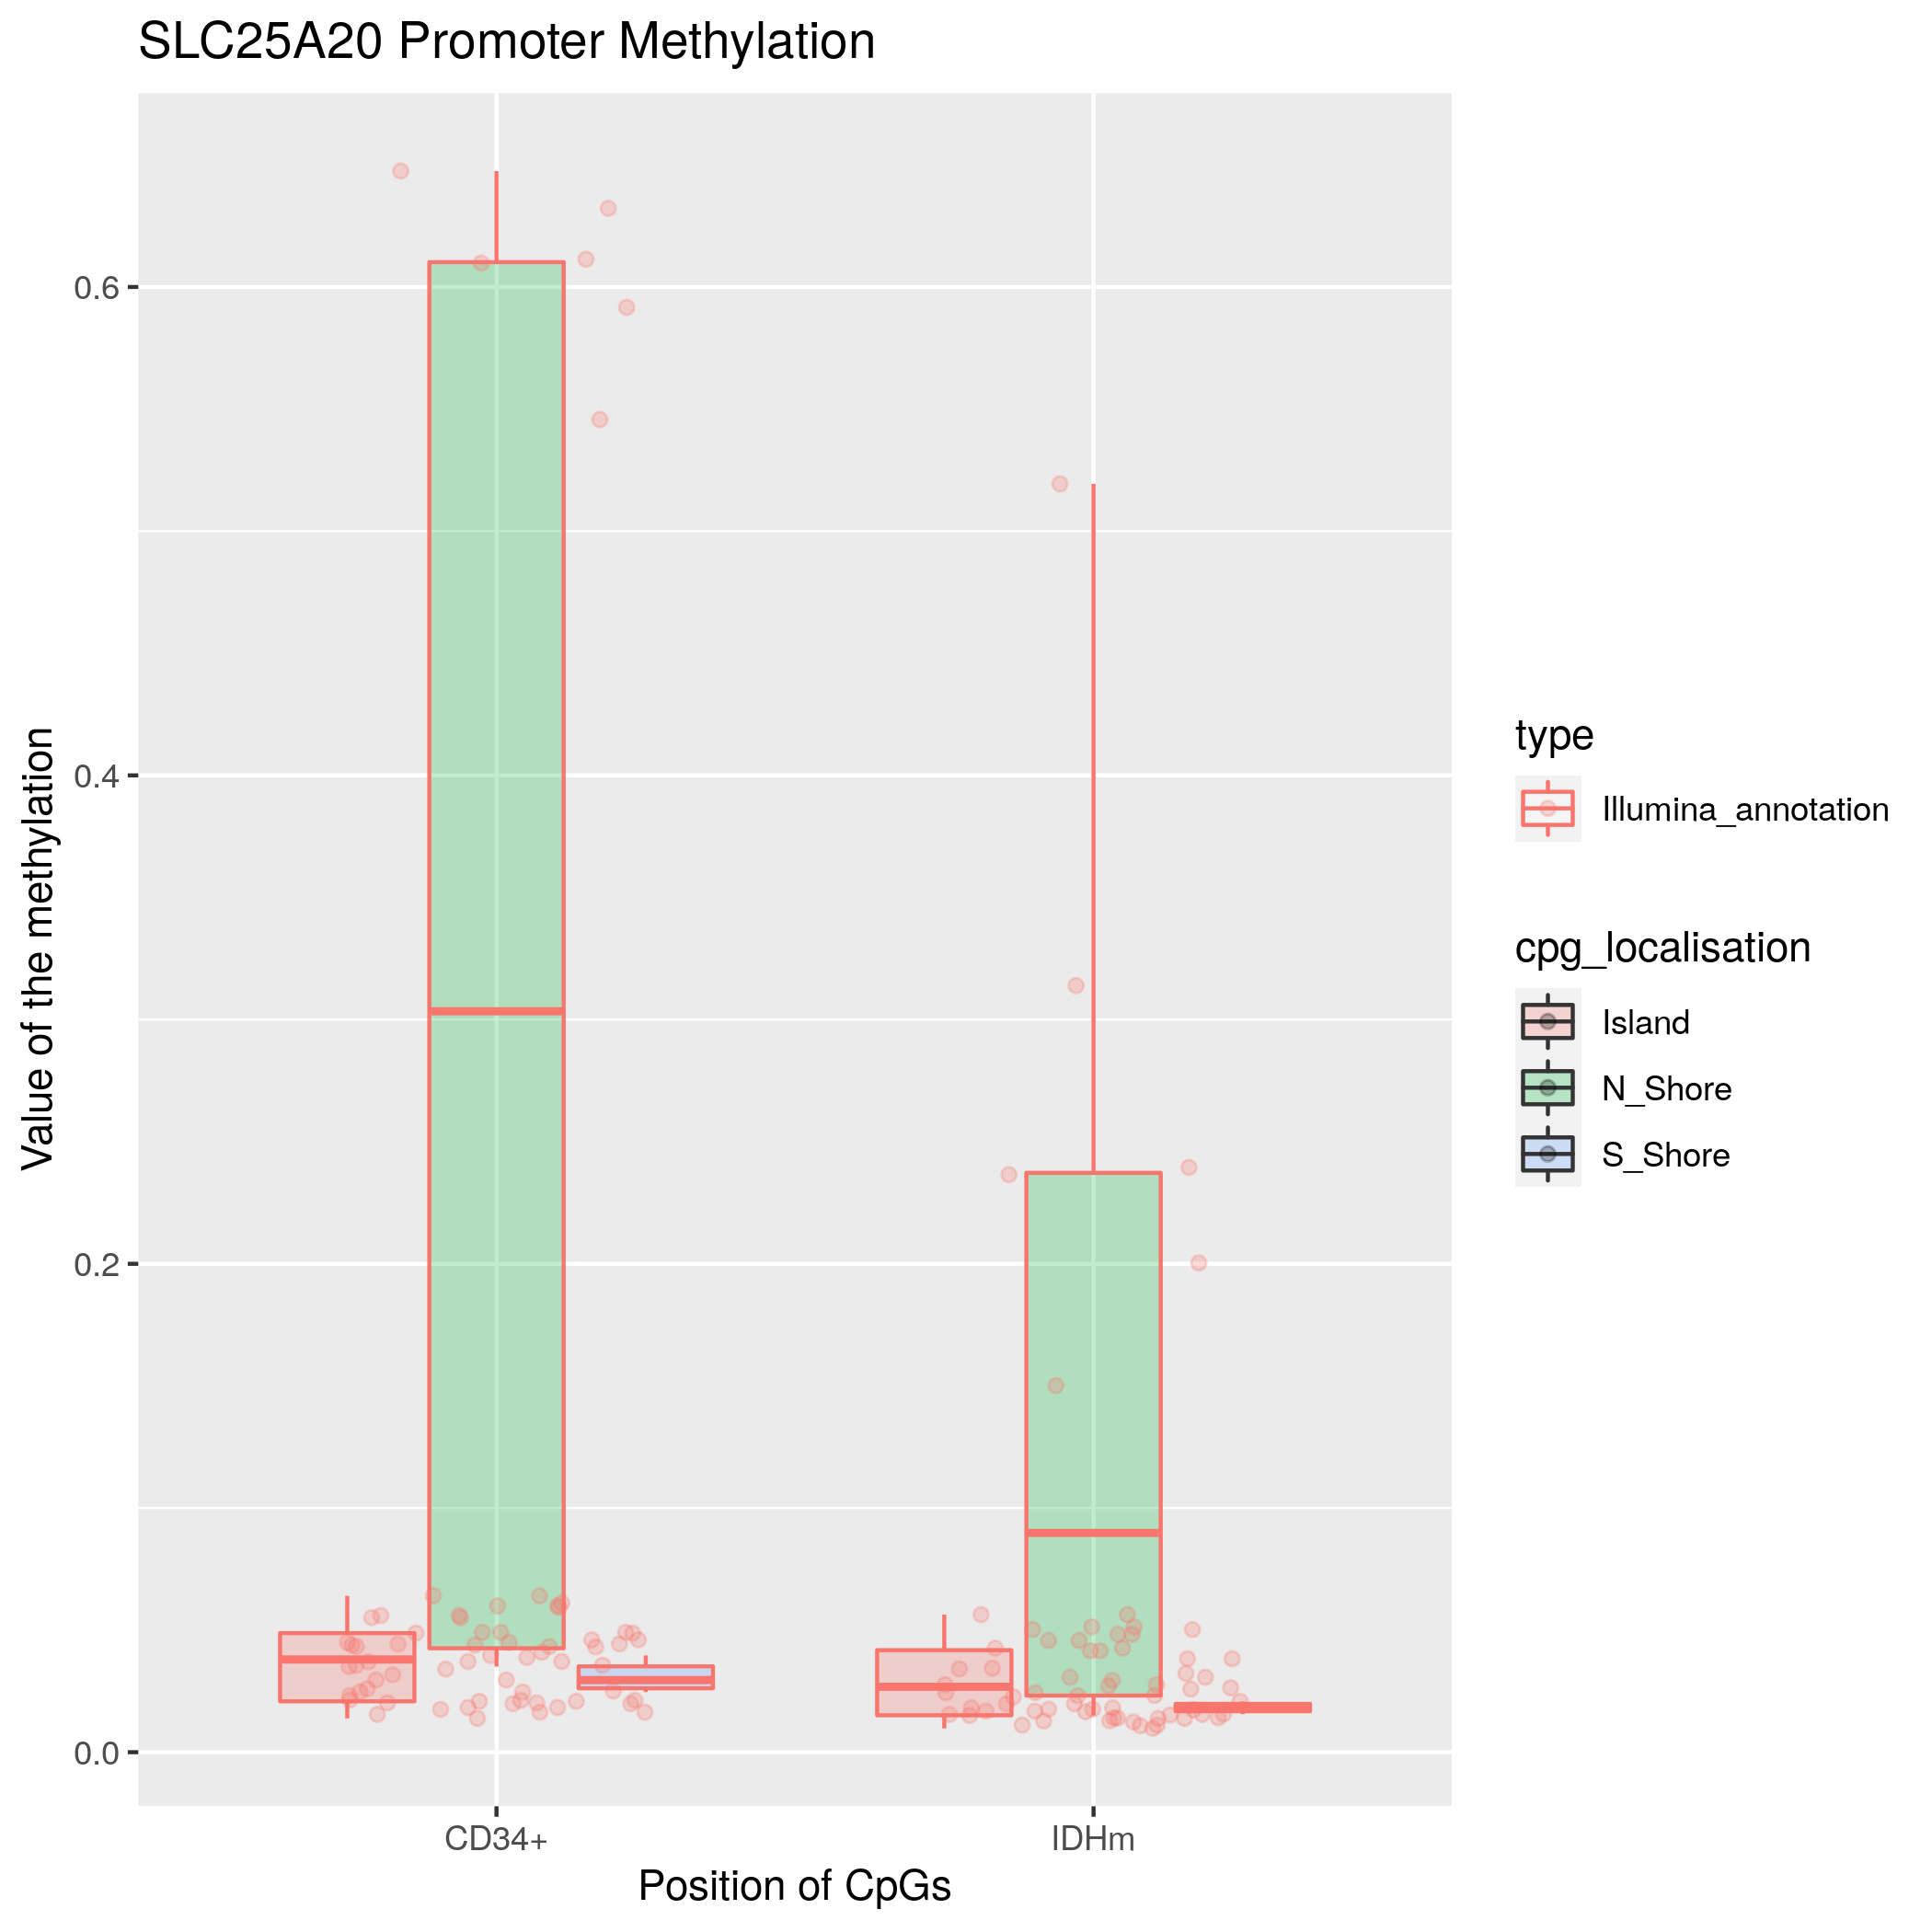 SLC25A20 Promoter Methylation
Value of the methylation
0.6
0.4
0.2
0.0
CD34+
IDHm
Position of CpGs
type
Illumina_annotation
cpg_localisation
Island
N_Shore
S_Shore